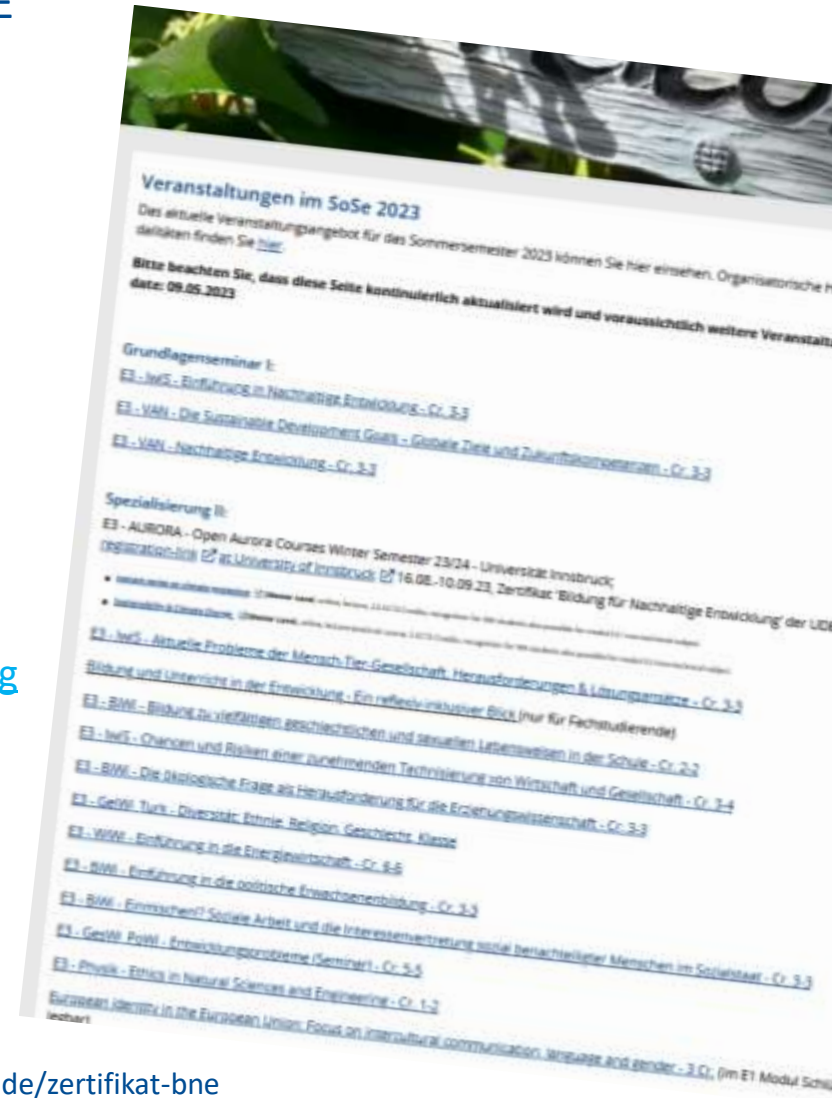 Veranstaltungen im SoSe 2023
Das aktuelle Veranstaltungsangebot für das Sommersemester 2023 können Sie hier einsehen. Organisatorische
dalitäten finden Sie hier.
Bitte beachten Sie, dass diese Seite kontinuierlich aktualisiert wird und voraussichtlich weitere
date: 09.05.2023
Grundlagenseminar I:
E3 - IwiS - Einführung in Nachhaltige Entwicklung - Cr. 3-3
E3 - VAN - Die Sustainable Development Goals – Globale Ziele und Zukunftskompetenzen - Cr. 3-3
E3 - VAN - Nachhaltige Entwicklung - Cr. 3-3
Spezialisierung II:
E3 - AURORA - Open Aurora Courses Winter Semester 23/24 - Universität Innsbruck;
registration-link at University of Innsbruck 16.08.-10.09.23, Zertifikat 'Bildung für Nachhaltige Entwicklung' der UDE
E3 - IwiS - Aktuelle Probleme der Mensch-Tier-Gesellschaft. Herausforderungen & Lösungsansätze - Cr. 3-3
Bildung und Unterricht in der Entwicklung - Ein reflexiv-inklusiver Blick (nur für Fachstudierende)
E3 - BiWi - Bildung zu vielfältigen geschlechtlichen und sexuellen Lebensweisen in der Schule - Cr. 2-2
E3 - IwiS - Chancen und Risiken einer zunehmenden Technisierung von Wirtschaft und Gesellschaft - Cr. 3-4
E3 - BiWi - Die ökologische Frage als Herausforderung für die Erziehungswissenschaft - Cr. 3-3
E3 - GeiWi Turk - Diversität: Ethnie, Religion, Geschlecht, Klasse
E3 - WiWi - Einführung in die Energiewirtschaft - Cr. 6-6
E3 - BiWi - Einführung in die politische Erwachsenenbildung - Cr. 3-3
E3 - BiWi - Einmischen!? Soziale Arbeit und die Interessenvertretung sozial benachteiligter Menschen im Sozialstaat - Cr. 3-3
g
E3 - GesWi PoWi - Entwicklungsprobleme (Seminar) - Cr. 5-5
E3 - Physik - Ethics in Natural Sciences and Engineering - Cr. 1-2
European Identity in the European Union: Focus on intercultural communication, language and gender - 3 Cr. (im E1 Modul
legbar)
de/zertifikat-bne